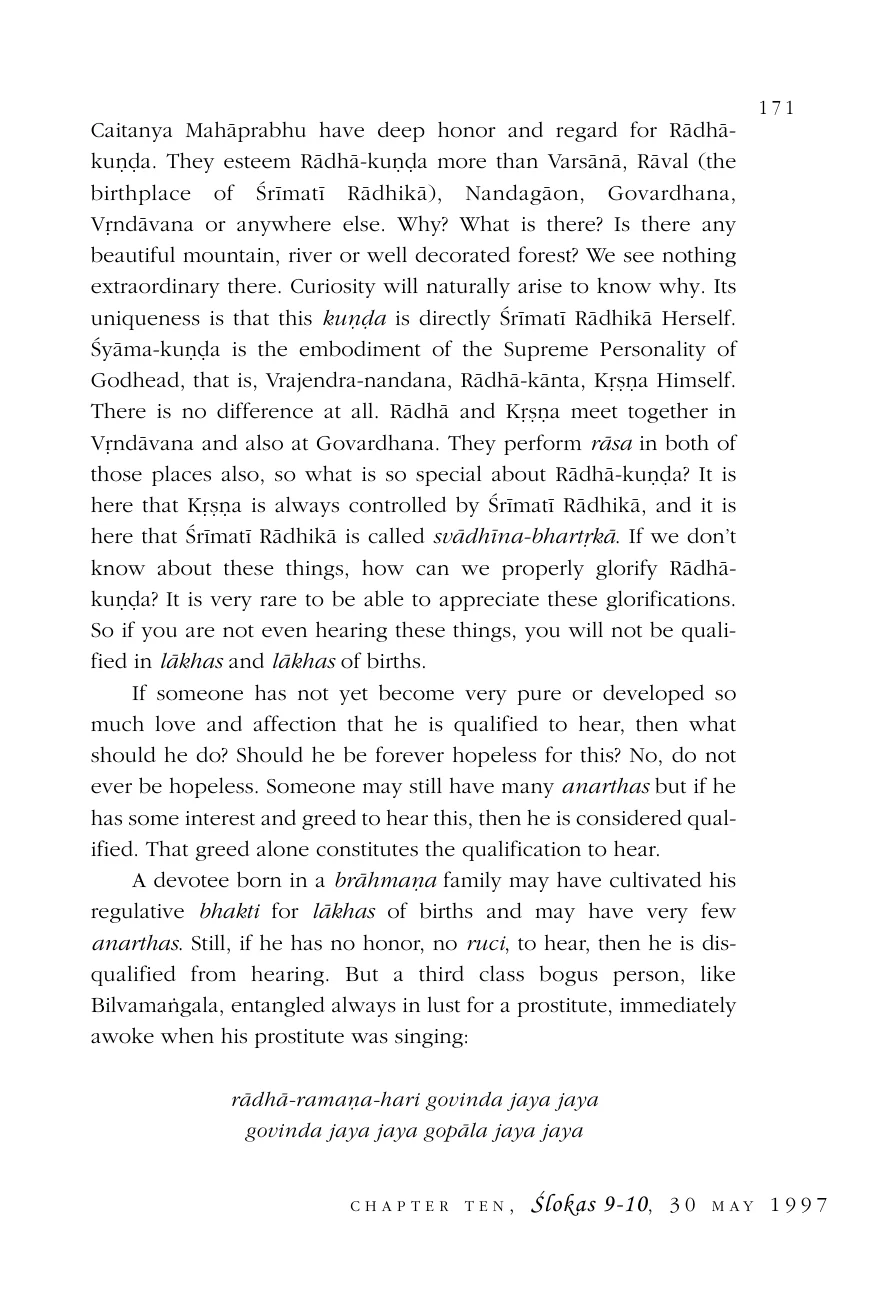 171
Caitanya Mahāprabhu have deep honor and regard for Rādhā-
kuṇḍa. They esteem Rādhā-kuṇḍa more than Varsānā, Rāval (the
birthplace of Śrīmatī Rādhikā), Nandagāon, Govardhana,
Vṛndāvana or anywhere else. Why? What is there? Is there any
beautiful mountain, river or well decorated forest? We see nothing
extraordinary there. Curiosity will naturally arise to know why. Its
uniqueness is that this kuṇḍa is directly Śrīmatī Rādhikā Herself.
Śyāma-kuṇḍa is the embodiment of the Supreme Personality of
Godhead, that is, Vrajendra-nandana, Rādhā-kānta, Kṛṣṇa Himself.
There is no difference at all. Rādhā and Kṛṣṇa meet together in
Vṛndāvana and also at Govardhana. They perform rāsa in both of
those places also, so what is so special about Rādhā-kuṇḍa? It is
here that Kṛṣṇa is always controlled by Śrīmatī Rādhikā, and it is
here that Śrīmatī Rādhikā is called svādhīna-bhartṛkā. If we don't
know about these things, how can we properly glorify Rādhā-
kuṇḍa? It is very rare to be able to appreciate these glorifications.
So if you are not even hearing these things, you will not be quali-
fied in lākhas and lākhas of births.
If someone has not yet become very pure or developed so
much love and affection that he is qualified to hear, then what
should he do? Should he be forever hopeless for this? No, do not
ever be hopeless. Someone may still have many anarthas but if he
has some interest and greed to hear this, then he is considered qual-
ified. That greed alone constitutes the qualification to hear.
A devotee born in a brāhmaṇa family may have cultivated his
regulative bhakti for lākhas of births and may have very few
anarthas. Still, if he has no honor, no ruci, to hear, then he is dis-
qualified from hearing. But a third class bogus person, like
Bilvamaṅgala, entangled always in lust for a prostitute, immediately
awoke when his prostitute was singing:
rādhā-ramaṇa-hari govinda jaya jaya
govinda jaya jaya gopāla jaya jaya
CHAPTER TEN, Ślokas 9-10, 30 MAY 1997